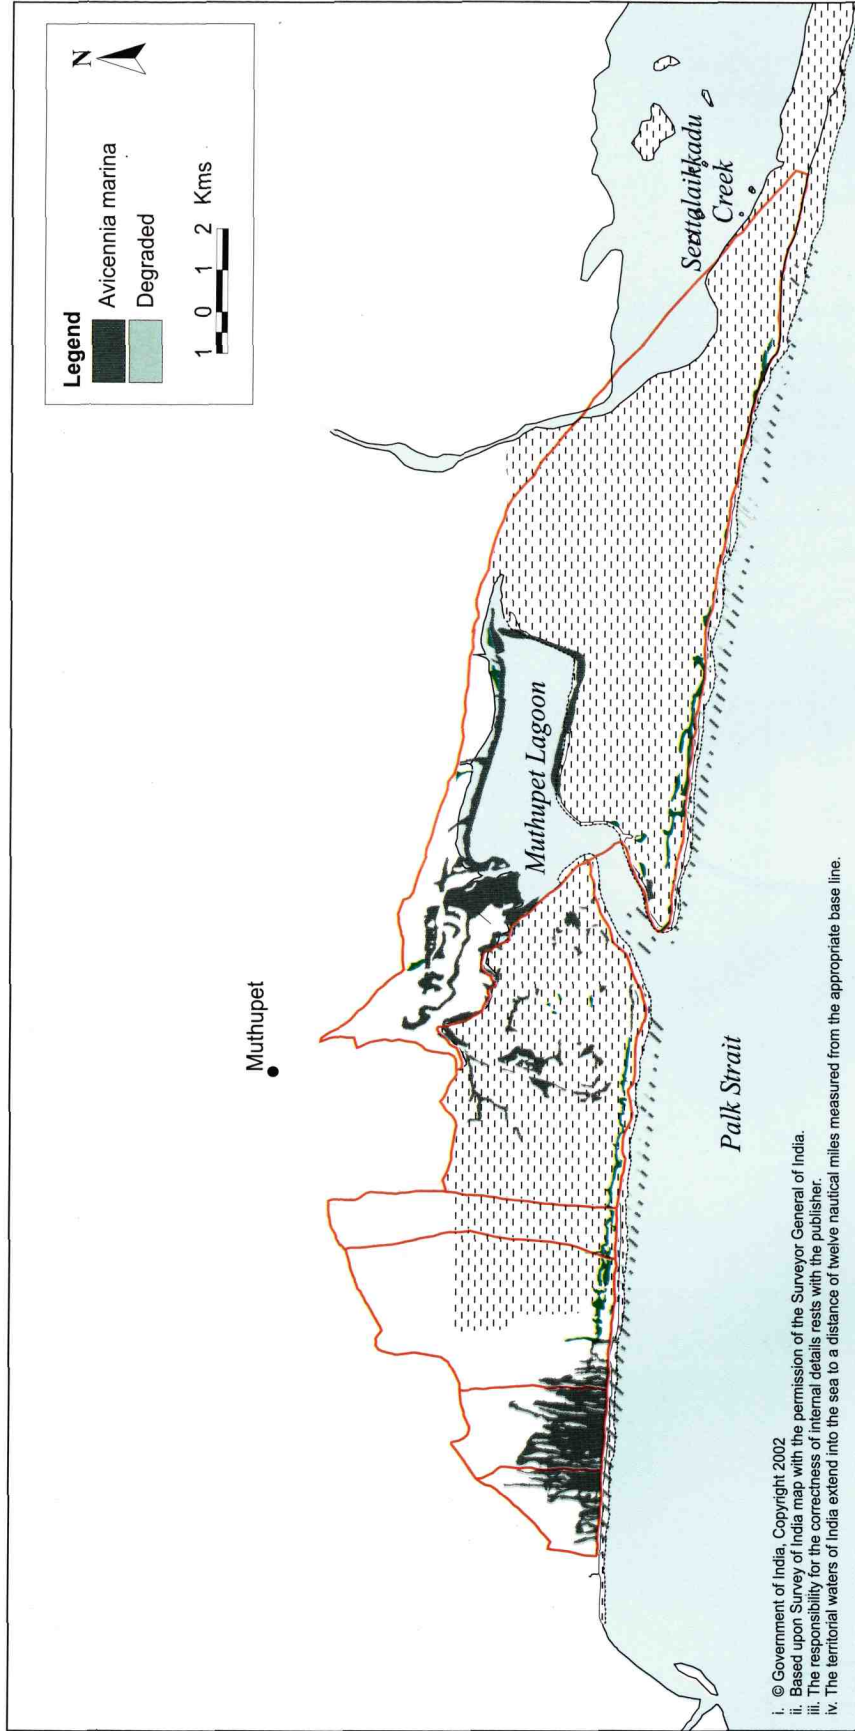 N
Legend
Avicennia marina
Degraded
1 0 1 2 Kms
Muthupet
Muthupet Lagoon
Creek
Palk Strait
i. © Government of India, Copyright 2002
ii. Based upon Survey of India map with the permission of the Surveyor General of India.
iii. The responsibility for the correctness of internal details rests with the publisher.
iv. The territorial waters of India extend into the sea to a distance of twelve nautical miles measured from the appropriate base line.